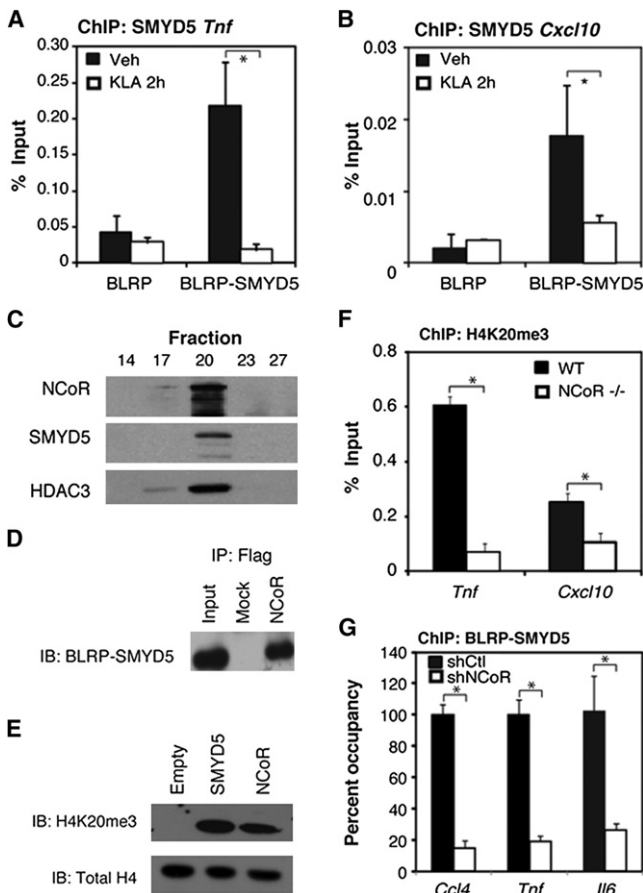 A
ChIP: SMYD5 Tnf
% Input
0.30
0.25
0.20
0.15
0.10
0.05
0
Veh
KLA 2h
*
BLRP BLRP-SMYD5
B
ChIP: SMYD5 Cxcl10
% Input
0.03
0.02
0.01
0
Veh
KLA 2h
*
BLRP BLRP-SMYD5
C
Fraction
14 17 20 23 27
NCoR
SMYD5
HDAC3
D
IP: Flag
Input
Mock
NCoR
IB: BLRP-SMYD5
E
Empty
SMYD5
NCoR
IB: H4K20me3
IB: Total H4
F
ChIP: H4K20me3
% Input
0.8
0.6
0.4
0.2
0
WT
NCoR -/-
*
*
Tnf Cxcl10
G
ChIP: BLRP-SMYD5
Percent occupancy
140
120
100
80
60
40
20
0
shCtl
shNCoR
*
*
*
Ccl4 Tnf Il6